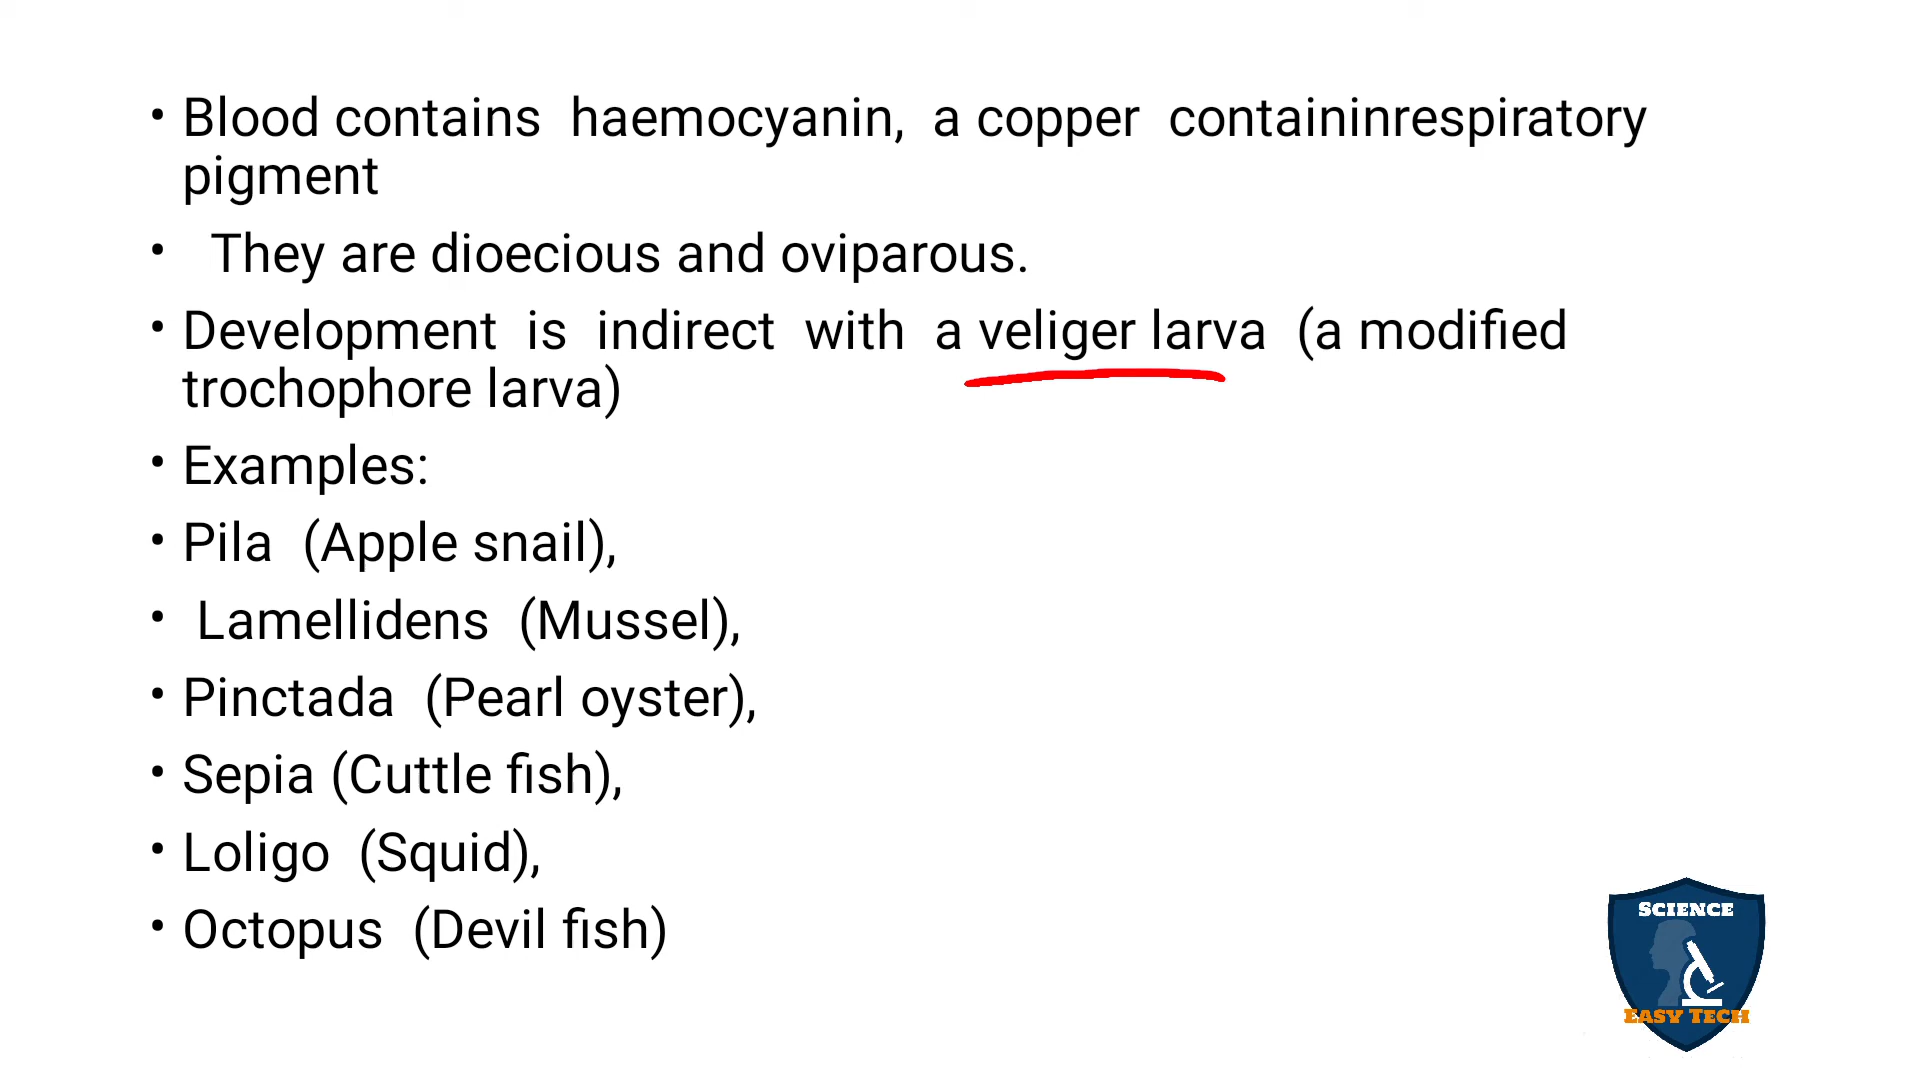 • Blood contains haemocyanin, a copper containinrespiratory
pigment
• They are dioecious and oviparous.
• Development is indirect with a veliger larva (a modified
trochophore larva)
• Examples:
• Pila (Apple snail),
• Lamellidens (Mussel),
• Pinctada (Pearl oyster),
• Sepia (Cuttle fish),
• Loligo (Squid),
• Octopus (Devil fish)
SCIENCE
EASY TECH